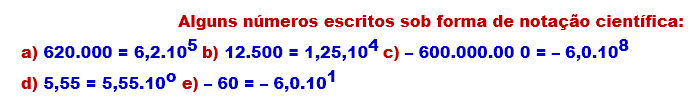 Alguns números escritos sob forma de notação científica:
a) 620.000 = 6,2.10⁵ b) 12.500 = 1,25,10⁴ c) – 600.000.00 0 = – 6,0.10⁸
d) 5,55 = 5,55.10º e) – 60 = – 6,0.10¹